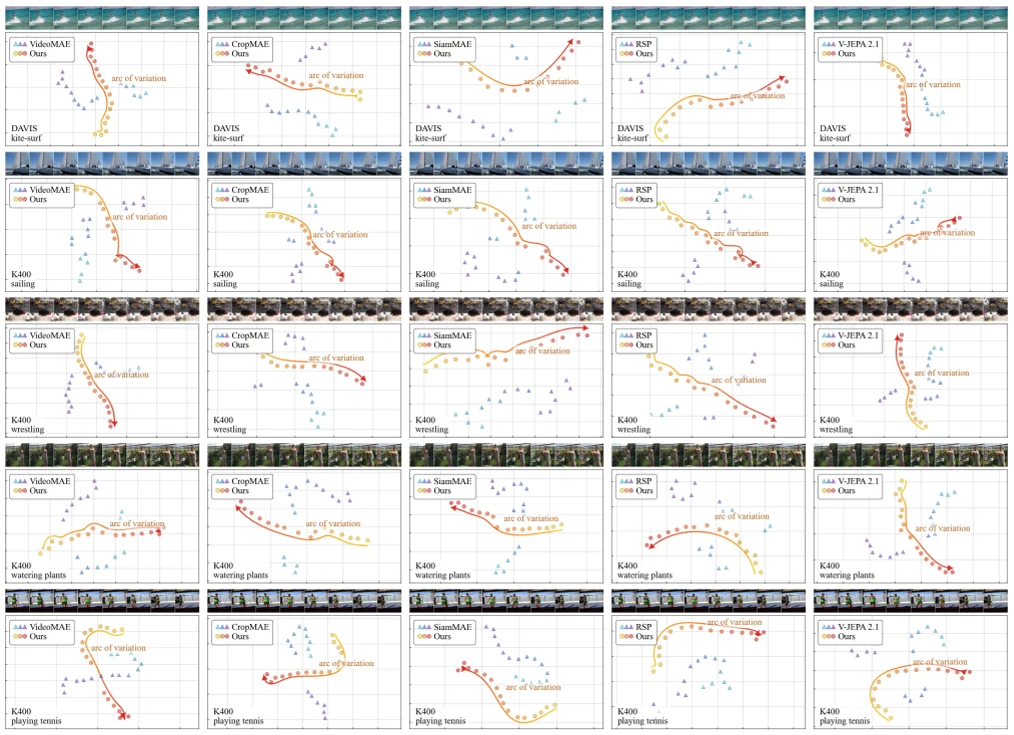 VideoMAE
Ours
arc of variation
DAVIS
kite-surf
CropMAE
Ours
arc of variation
DAVIS
kite-surf
SiamMAE
Ours
arc of variation
DAVIS
kite-surf
RSP
Ours
arc of variation
DAVIS
kite-surf
V-JEPA 2.1
Ours
arc of variation
DAVIS
kite-surf
VideoMAE
Ours
arc of variation
K400
sailing
CropMAE
Ours
arc of variation
K400
sailing
SiamMAE
Ours
arc of variation
K400
sailing
RSP
Ours
arc of variation
K400
sailing
V-JEPA 2.1
Ours
arc of variation
K400
sailing
VideoMAE
Ours
arc of variation
K400
wrestling
CropMAE
Ours
arc of variation
K400
wrestling
SiamMAE
Ours
arc of variation
K400
wrestling
RSP
Ours
arc of variation
K400
wrestling
V-JEPA 2.1
Ours
arc of variation
K400
wrestling
VideoMAE
Ours
arc of variation
K400
watering plants
CropMAE
Ours
arc of variation
K400
watering plants
SiamMAE
Ours
arc of variation
K400
watering plants
RSP
Ours
arc of variation
K400
watering plants
V-JEPA 2.1
Ours
arc of variation
K400
watering plants
VideoMAE
Ours
arc of variation
K400
playing tennis
CropMAE
Ours
arc of variation
K400
playing tennis
SiamMAE
Ours
arc of variation
K400
playing tennis
RSP
Ours
arc of variation
K400
playing tennis
V-JEPA 2.1
Ours
arc of variation
K400
playing tennis